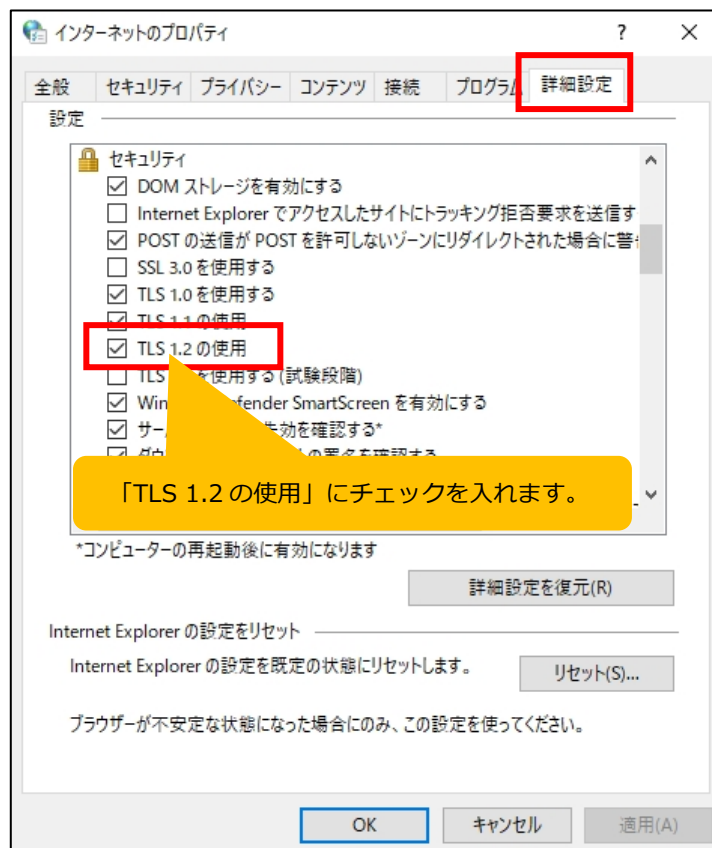 インターネットのプロパティ ? ×
全般 セキュリティ プライバシー コンテンツ 接続 プログラム 詳細設定
設定
セキュリティ
DOM ストレージを有効にする
Internet Explorer でアクセスしたサイトにトラッキング拒否要求を送信す
POST の送信が POST を許可しないゾーンにリダイレクトされた場合に警
SSL 3.0 を使用する
TLS 1.0 を使用する
TLS 1.1 の使用
TLS 1.2 の使用
TLS を使用する (試験段階)
Win fender SmartScreen を有効にする
サー 失効を確認する*
の署名を確認する
「TLS 1.2 の使用」にチェックを入れます。
*コンピューターの再起動後に有効になります
詳細設定を復元(R)
Internet Explorer の設定をリセット
Internet Explorer の設定を既定の状態にリセットします。
リセット(S)...
ブラウザーが不安定な状態になった場合にのみ、この設定を使ってください。
OK キャンセル 適用(A)